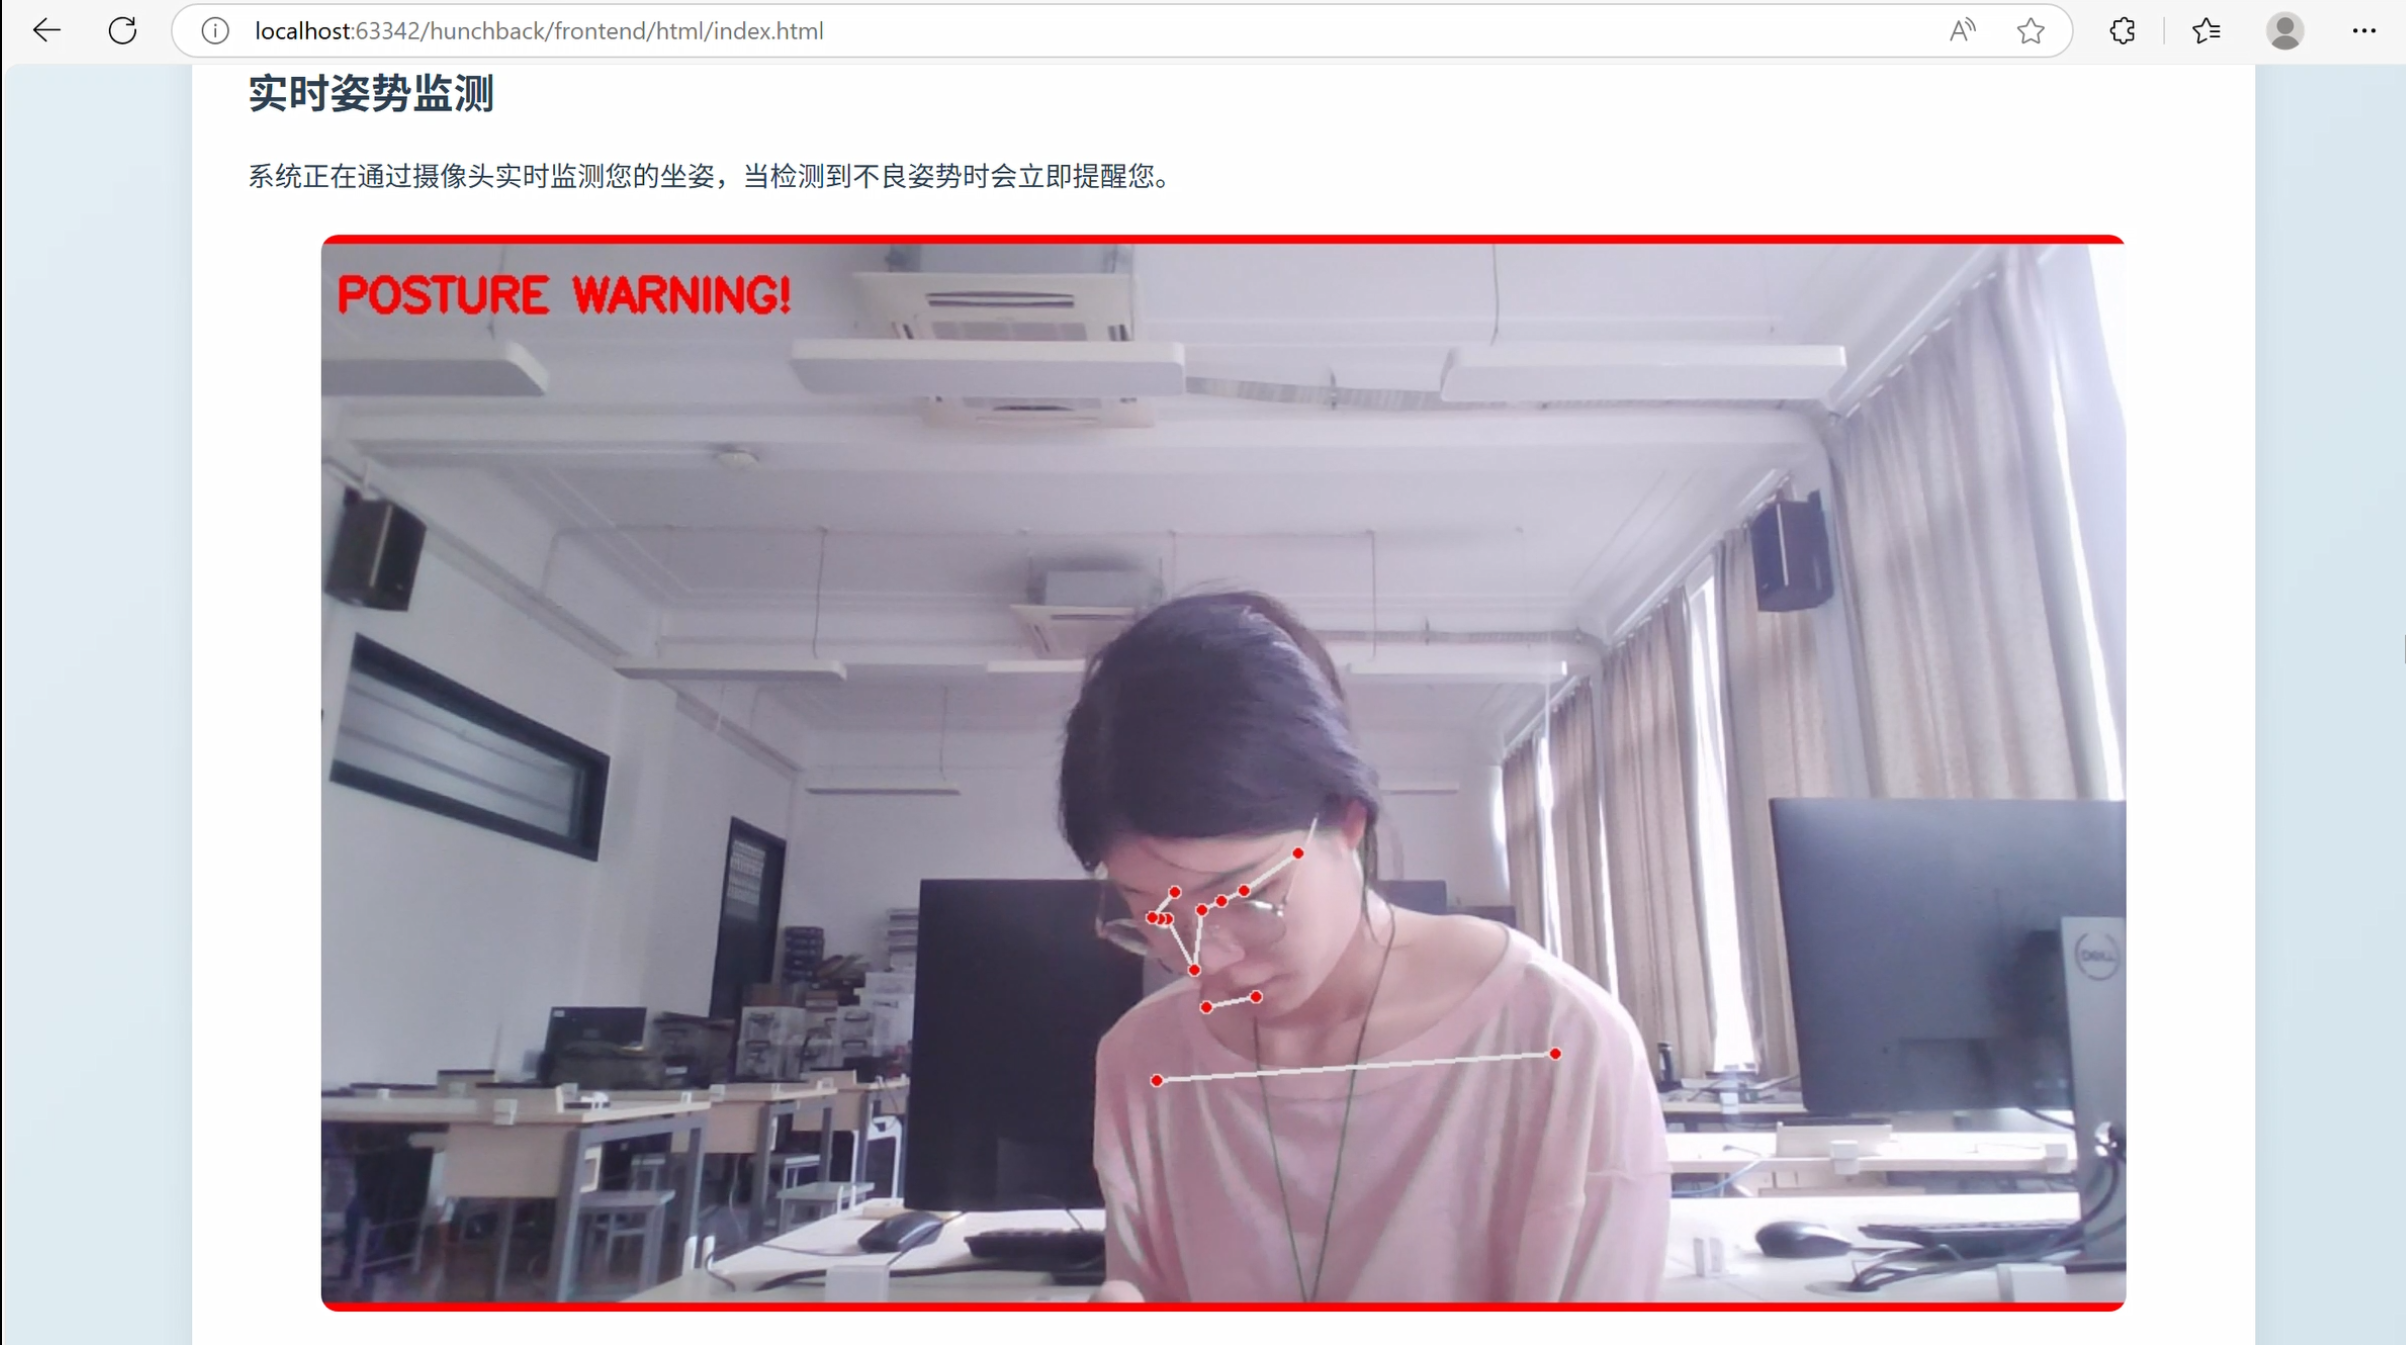 localhost:63342/hunchback/frontend/html/index.html
实时姿势监测
系统正在通过摄像头实时监测您的坐姿，当检测到不良姿势时会立即提醒您。
POSTURE WARNING!
DELL